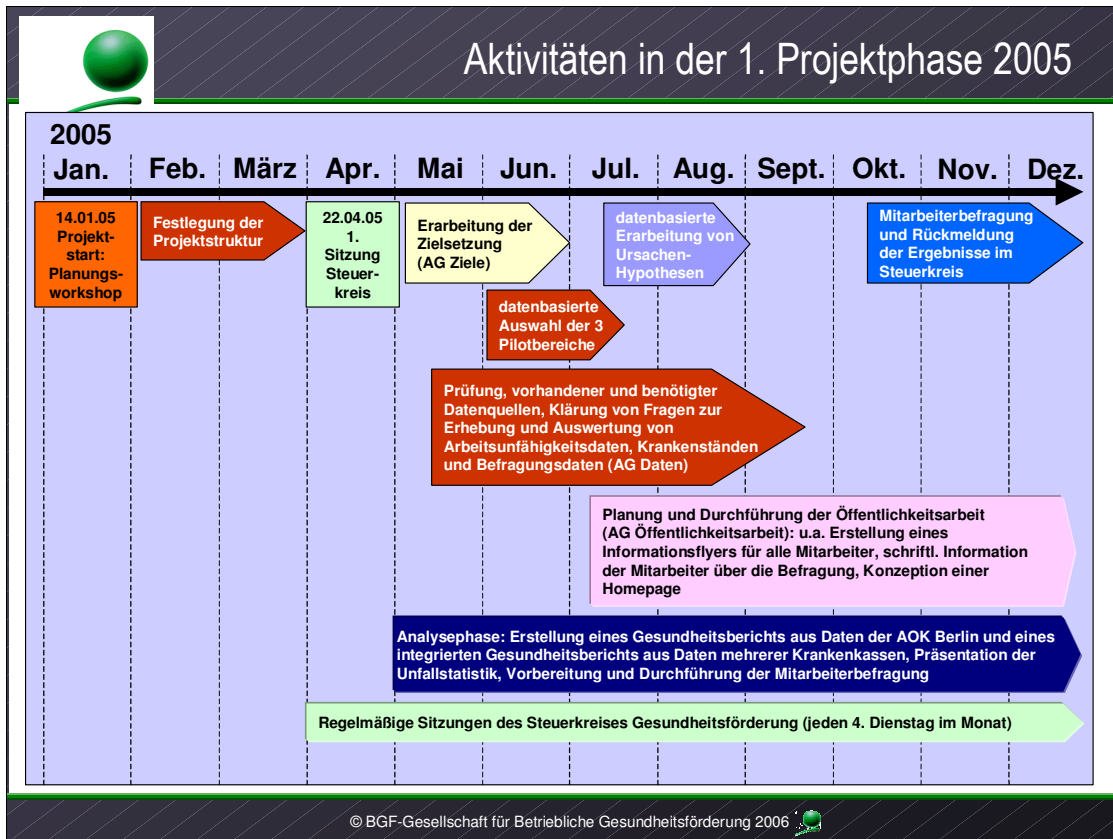 Aktivitäten in der 1. Projektphase 2005
2005
Jan. Feb. März Apr. Mai Jun. Jul. Aug. Sept. Okt. Nov. Dez.
14.01.05
Projekt-
start:
Planungs-
workshop
Festlegung der
Projektstruktur
22.04.05
1.
Sitzung
Steuer-
kreis
Erarbeitung der
Zielsetzung
(AG Ziele)
datenbasierte
Erarbeitung von
Ursachen-
Hypothesen
Mitarbeiterbefragung
und Rückmeldung
der Ergebnisse im
Steuerkreis
datenbasierte
Auswahl der 3
Pilotbereiche
Prüfung, vorhandener und benötigter
Datenquellen, Klärung von Fragen zur
Erhebung und Auswertung von
Arbeitsunfähigkeitsdaten, Krankenständen
und Befragungsdaten (AG Daten)
Planung und Durchführung der Öffentlichkeitsarbeit
(AG Öffentlichkeitsarbeit): u.a. Erstellung eines
Informationsflyers für alle Mitarbeiter, schriftl. Information
der Mitarbeiter über die Befragung, Konzeption einer
Homepage
Analysephase: Erstellung eines Gesundheitsberichts aus Daten der AOK Berlin und eines
integrierten Gesundheitsberichts aus Daten mehrerer Krankenkassen, Präsentation der
Unfallstatistik, Vorbereitung und Durchführung der Mitarbeiterbefragung
Regelmäßige Sitzungen des Steuerkreises Gesundheitsförderung (jeden 4. Dienstag im Monat)
© BGF-Gesellschaft für Betriebliche Gesundheitsförderung 2006